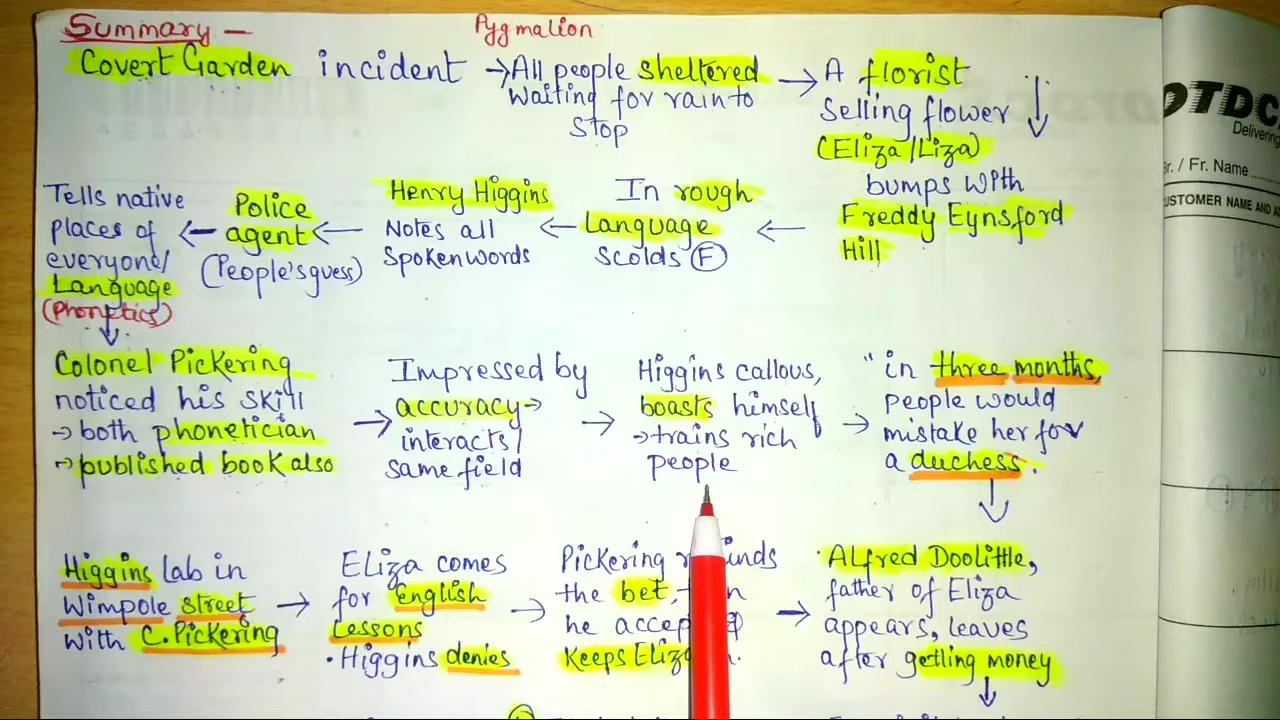 Summary –
Pygmalion
Covert Garden incident
→ All people sheltered
waiting for rain to
stop
→ A florist
selling flower
(Eliza/Liza)
bumps with
Freddy Eynsford
Hill
← In rough
Language
scolds F
← Henry Higgins
Notes all
spoken words
← Police
agent
(People's guess)
← Tells native
places of
everyone/
Language
(Phonetics)
↓
Colonel Pickering
noticed his skill
→ both phonetician
→ published book also
→ Impressed by
accuracy →
interacts/
same field
→ Higgins callous,
boasts himself
→ trains rich
people
→ "in three months,
people would
mistake her for
a duchess.
↓
Higgins lab in
Wimpole street
with C. Pickering
→ Eliza comes
for English
Lessons
· Higgins denies
→ Pickering
the bet,
he
Keeps
→ · Alfred Doolittle,
father of Eliza
appears, leaves
after getling money
↓
DTDC
Delivering
r. / Fr. Name
USTOMER NAME AND